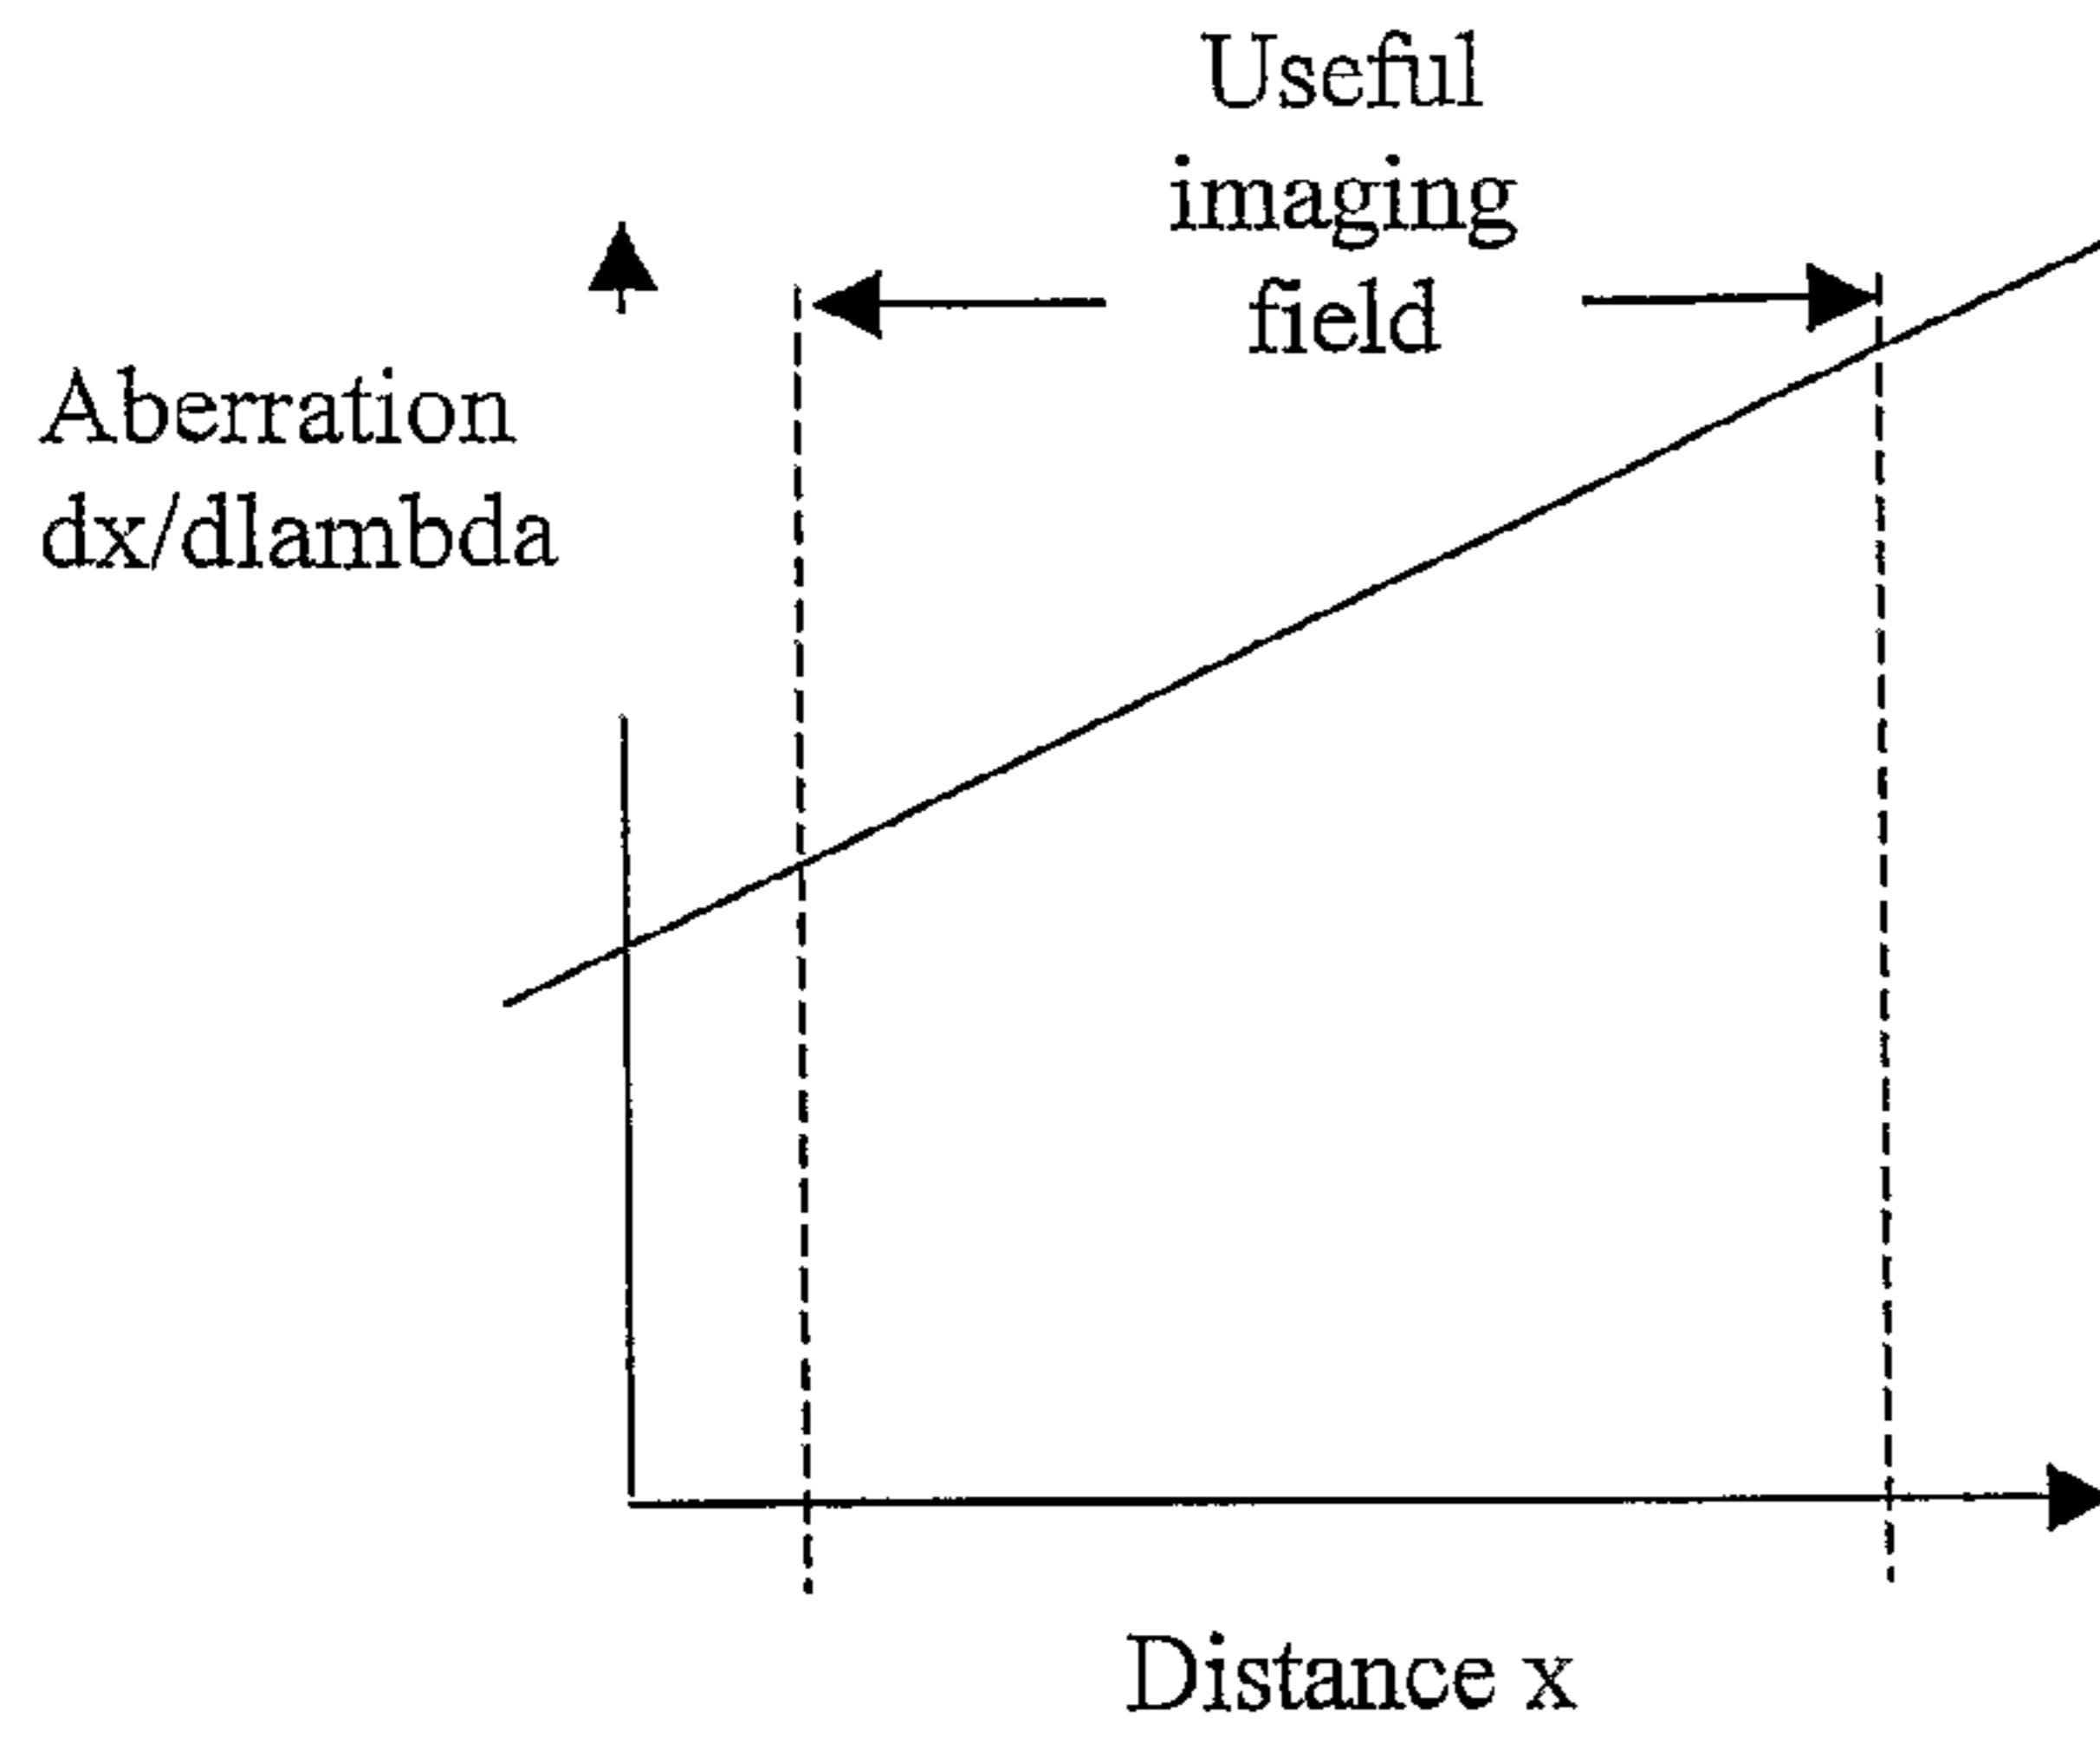 Useful
imaging
field
Aberration
dx/dlambda
Distance x